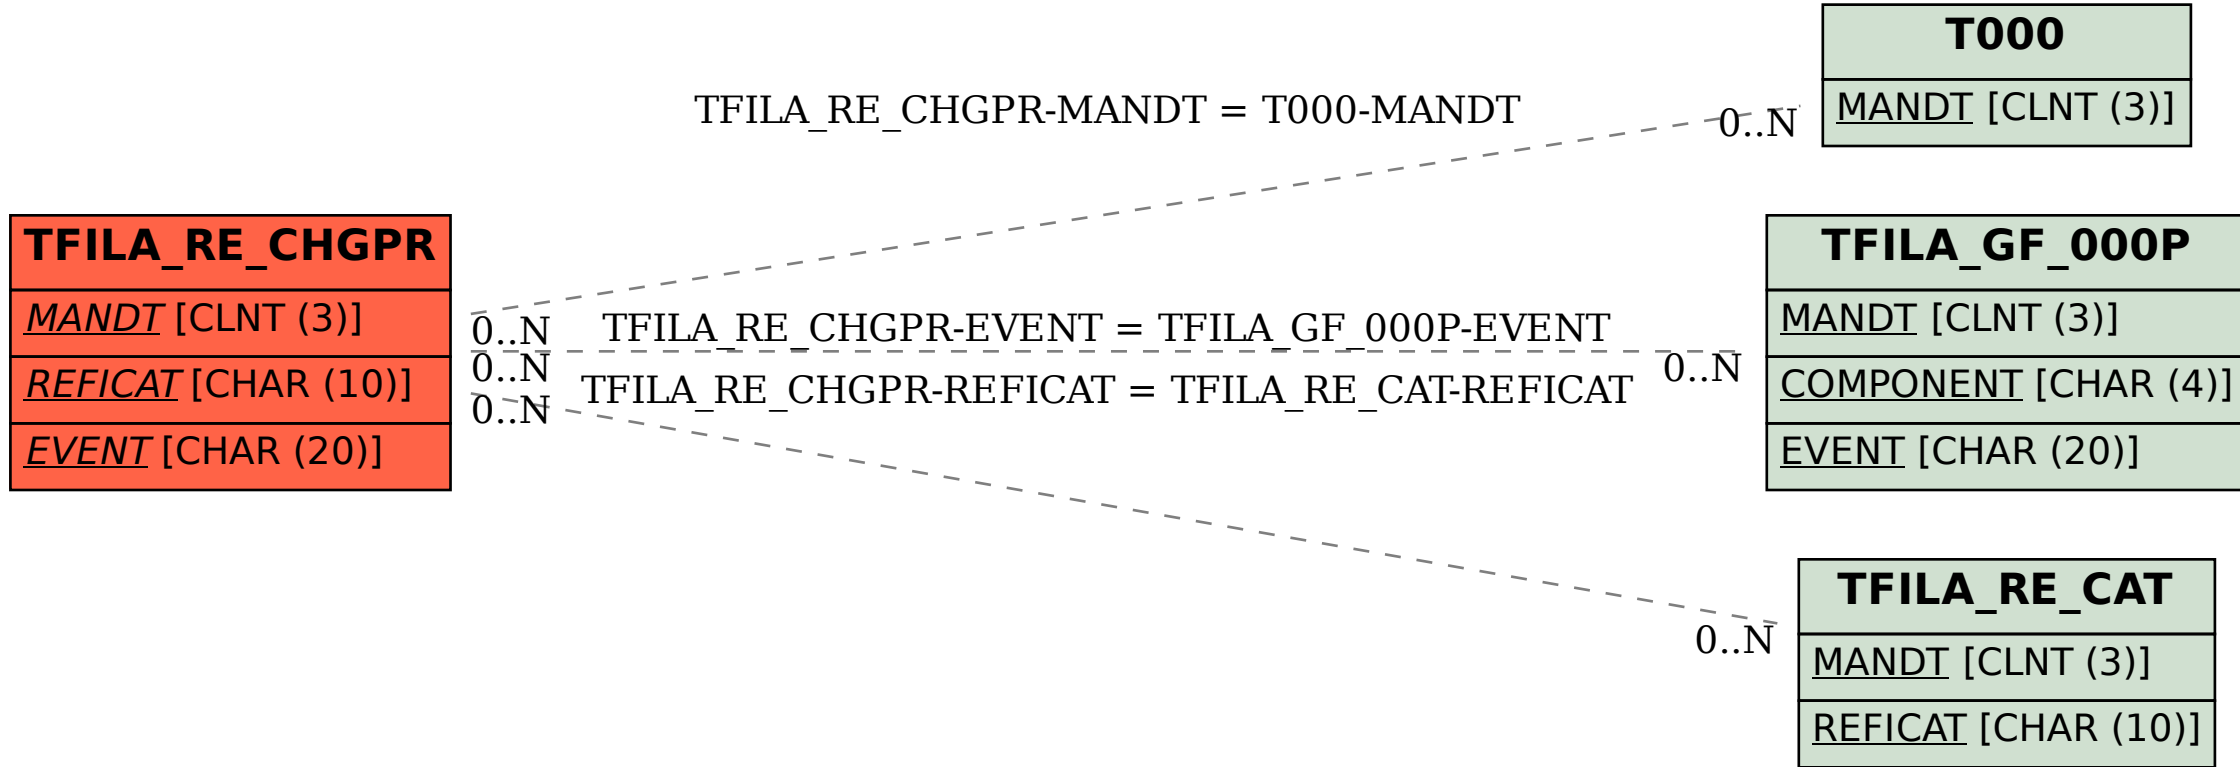 T000
MANDT [CLNT (3)]
TFILA_RE_CHGPR-MANDT = T000-MANDT
0..N
TFILA_RE_CHGPR
MANDT [CLNT (3)]
REFICAT [CHAR (10)]
EVENT [CHAR (20)]
0..N
TFILA_RE_CHGPR-EVENT = TFILA_GF_000P-EVENT
0..N
0..N
TFILA_RE_CHGPR-REFICAT = TFILA_RE_CAT-REFICAT
0..N
TFILA_GF_000P
MANDT [CLNT (3)]
COMPONENT [CHAR (4)]
EVENT [CHAR (20)]
0..N
TFILA_RE_CAT
MANDT [CLNT (3)]
REFICAT [CHAR (10)]